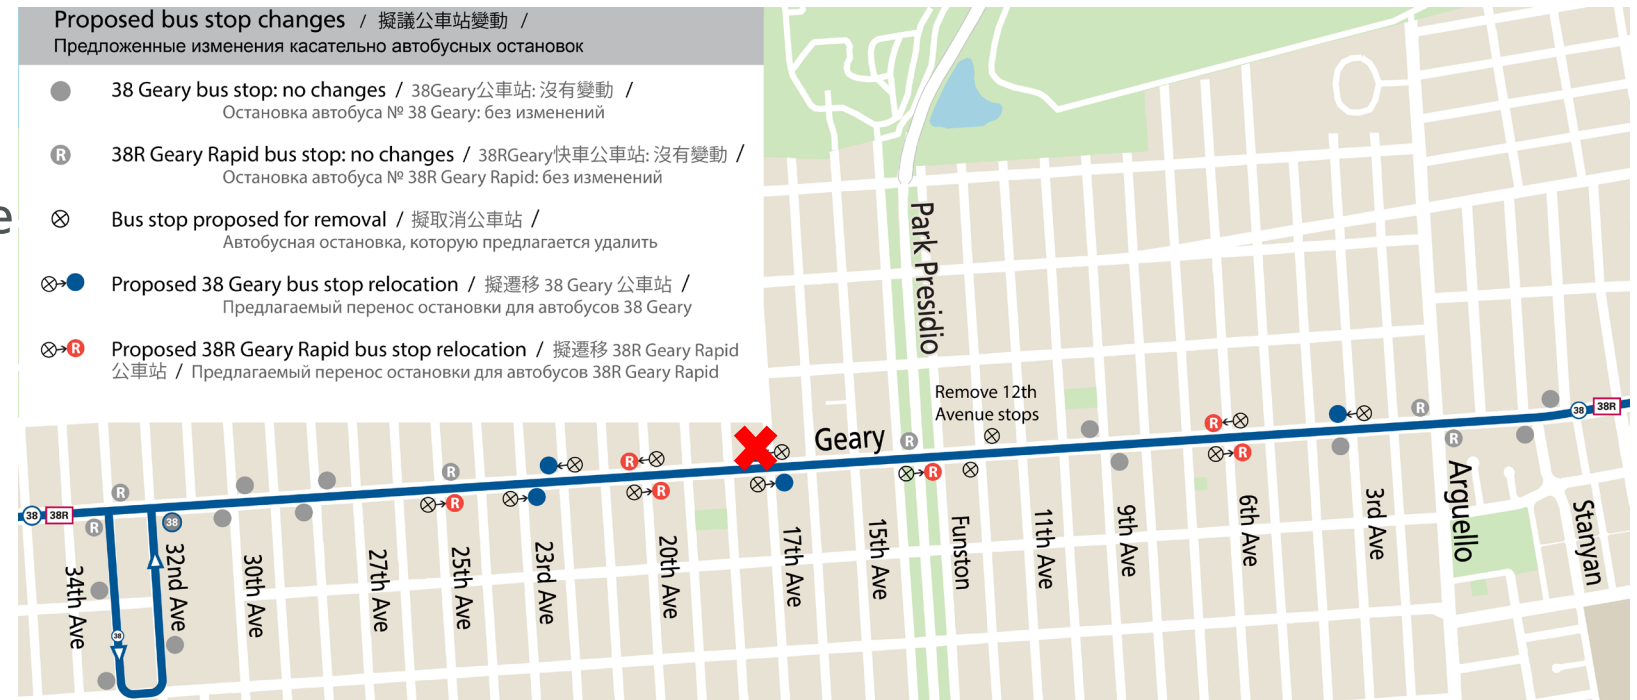 Proposed bus stop changes / 擬議公車站變動 /
Предложенные изменения касательно автобусных остановок
38 Geary bus stop: no changes / 38Geary公車站: 沒有變動 /
Остановка автобуса № 38 Geary: без изменений
R
38R Geary Rapid bus stop: no changes / 38RGeary快車公車站: 沒有變動 /
Остановка автобуса № 38R Geary Rapid: без изменений
e
Bus stop proposed for removal / 擬取消公車站 /
Автобусная остановка, которую предлагается удалить
Proposed 38 Geary bus stop relocation / 擬遷移 38 Geary 公車站 /
Предлагаемый перенос остановки для автобусов 38 Geary
R
Proposed 38R Geary Rapid bus stop relocation / 擬遷移 38R Geary Rapid
公車站 / Предлагаемый перенос остановки для автобусов 38R Geary Rapid
Park Presidio
Remove 12th
Avenue stops
Geary
38 38R
R
R
38
R
R
R
R
R
R
R
R
R
R
R
38 38R
34th Ave
32nd Ave
30th Ave
27th Ave
25th Ave
23rd Ave
20th Ave
17th Ave
15th Ave
Funston
11th Ave
9th Ave
6th Ave
3rd Ave
Arguello
Stanyan
38